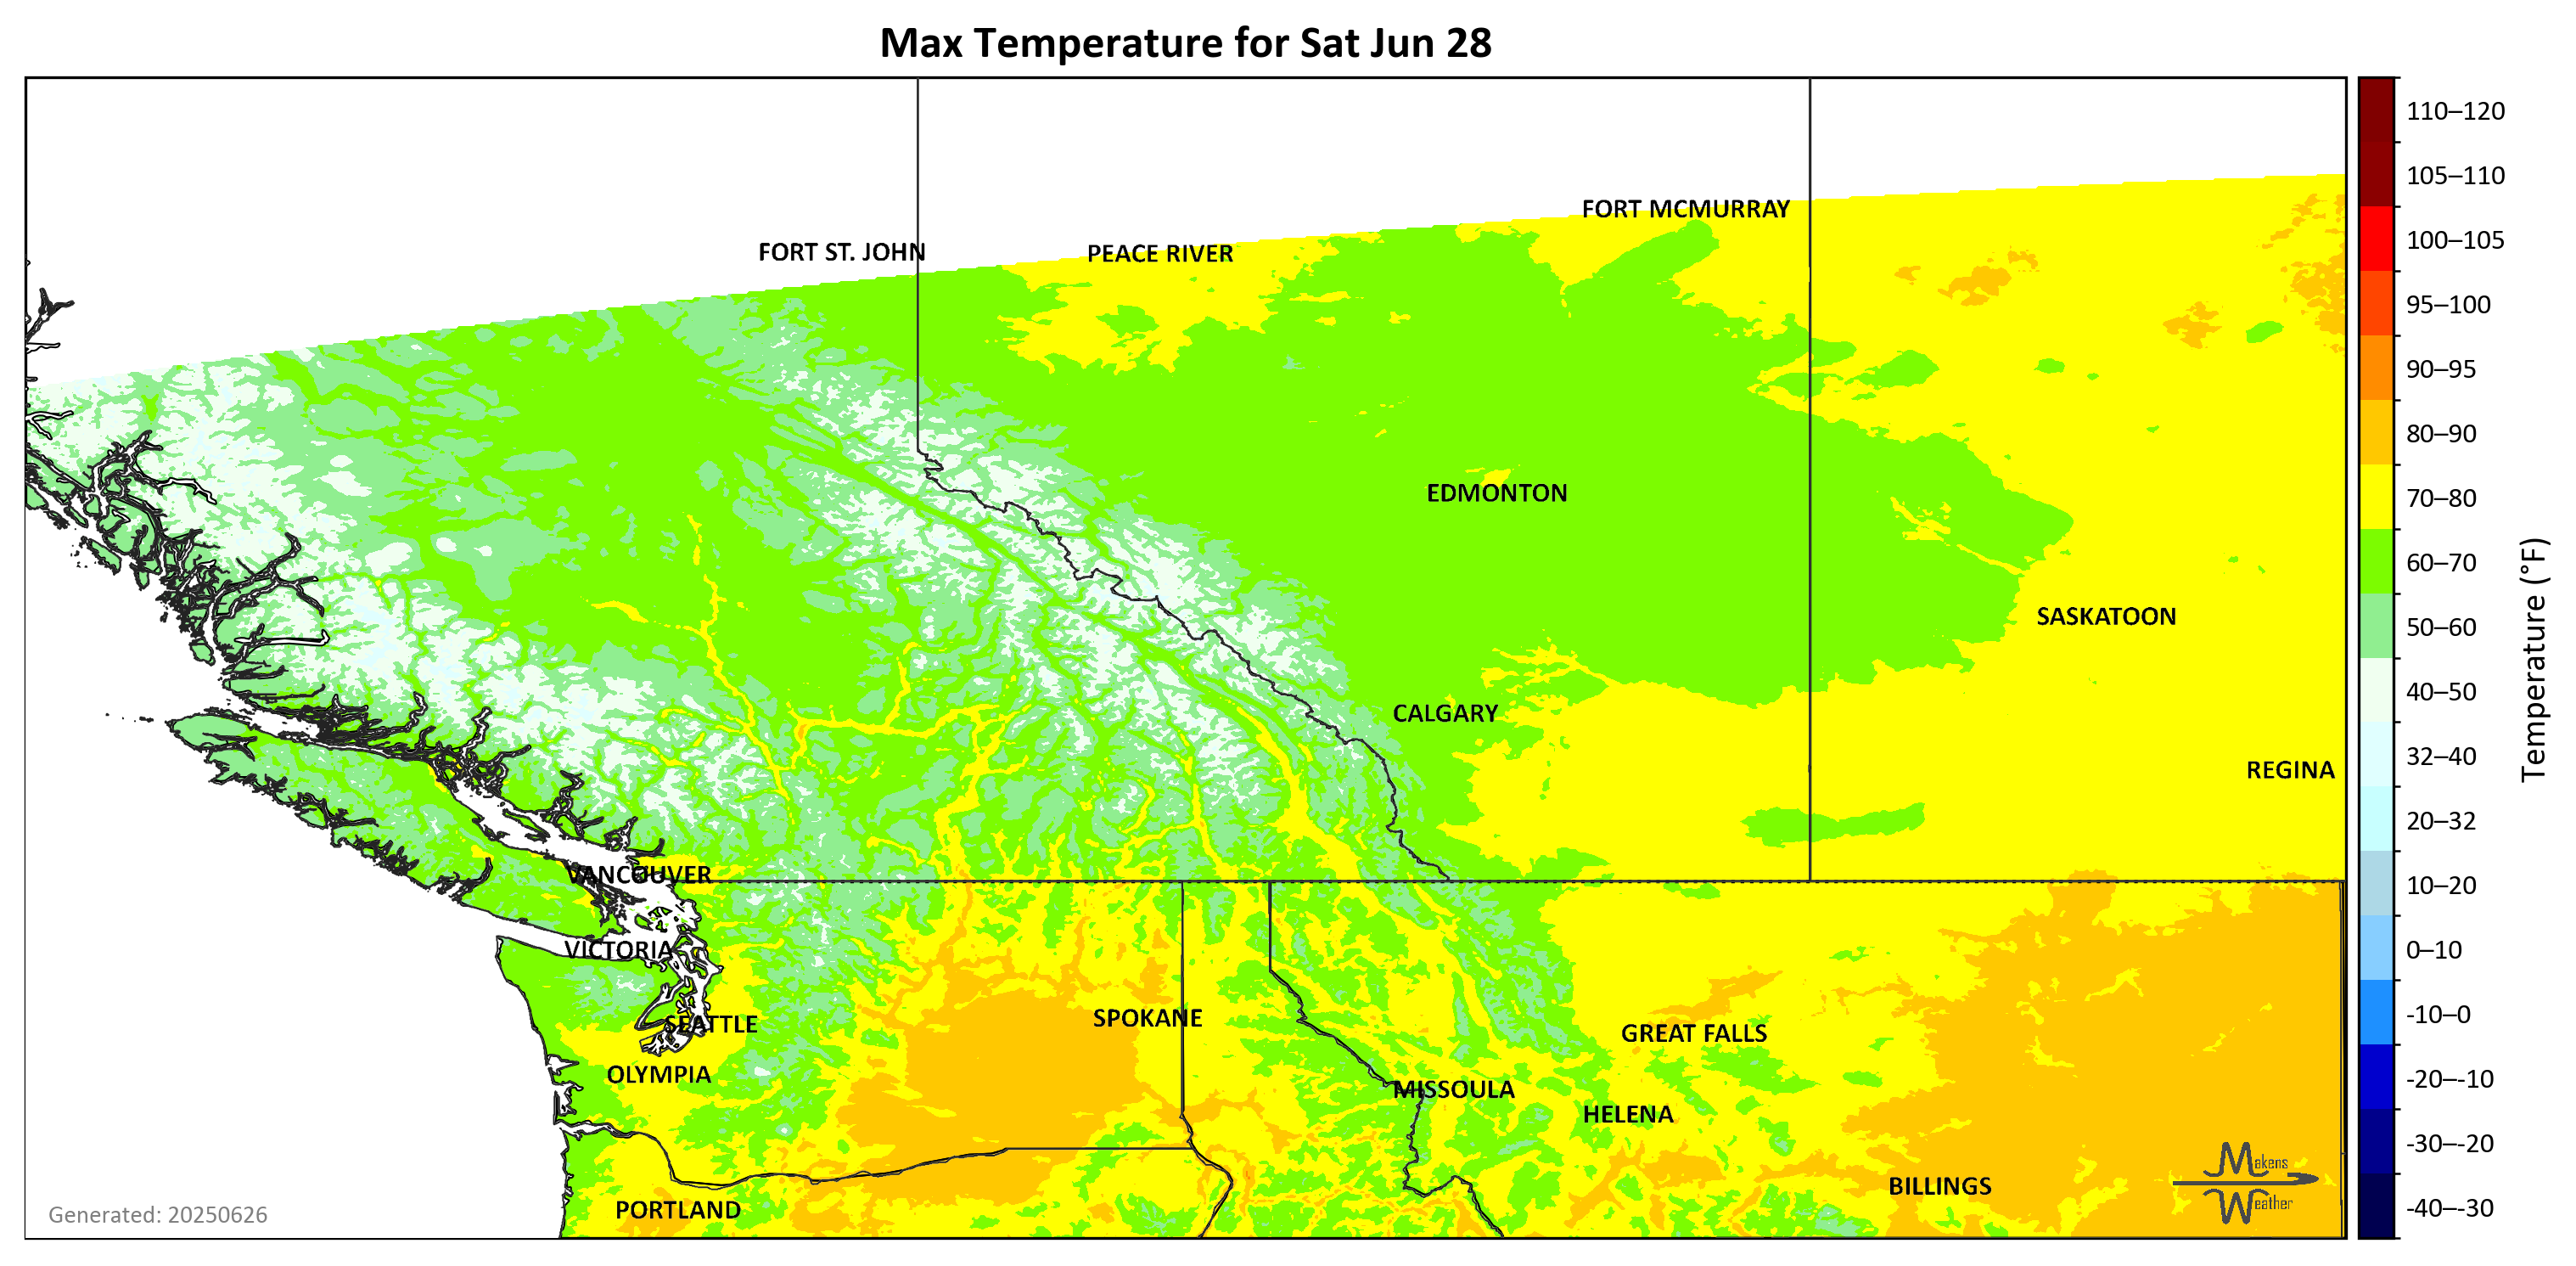 Max Temperature for Sat Jun 28
FORT MCMURRAY
FORT ST. JOHN
PEACE RIVER
EDMONTON
SASKATOON
CALGARY
REGINA
VANCOUVER
VICTORIA
SPOKANE
SEATTLE
GREAT FALLS
OLYMPIA
MISSOULA
HELENA
BILLINGS
PORTLAND
Makens
Weather
Generated: 20250626
110–120
105–110
100–105
95–100
90–95
80–90
70–80
60–70
50–60
40–50
32–40
20–32
10–20
0–10
-10–0
-20–-10
-30–-20
-40–-30
Temperature (°F)